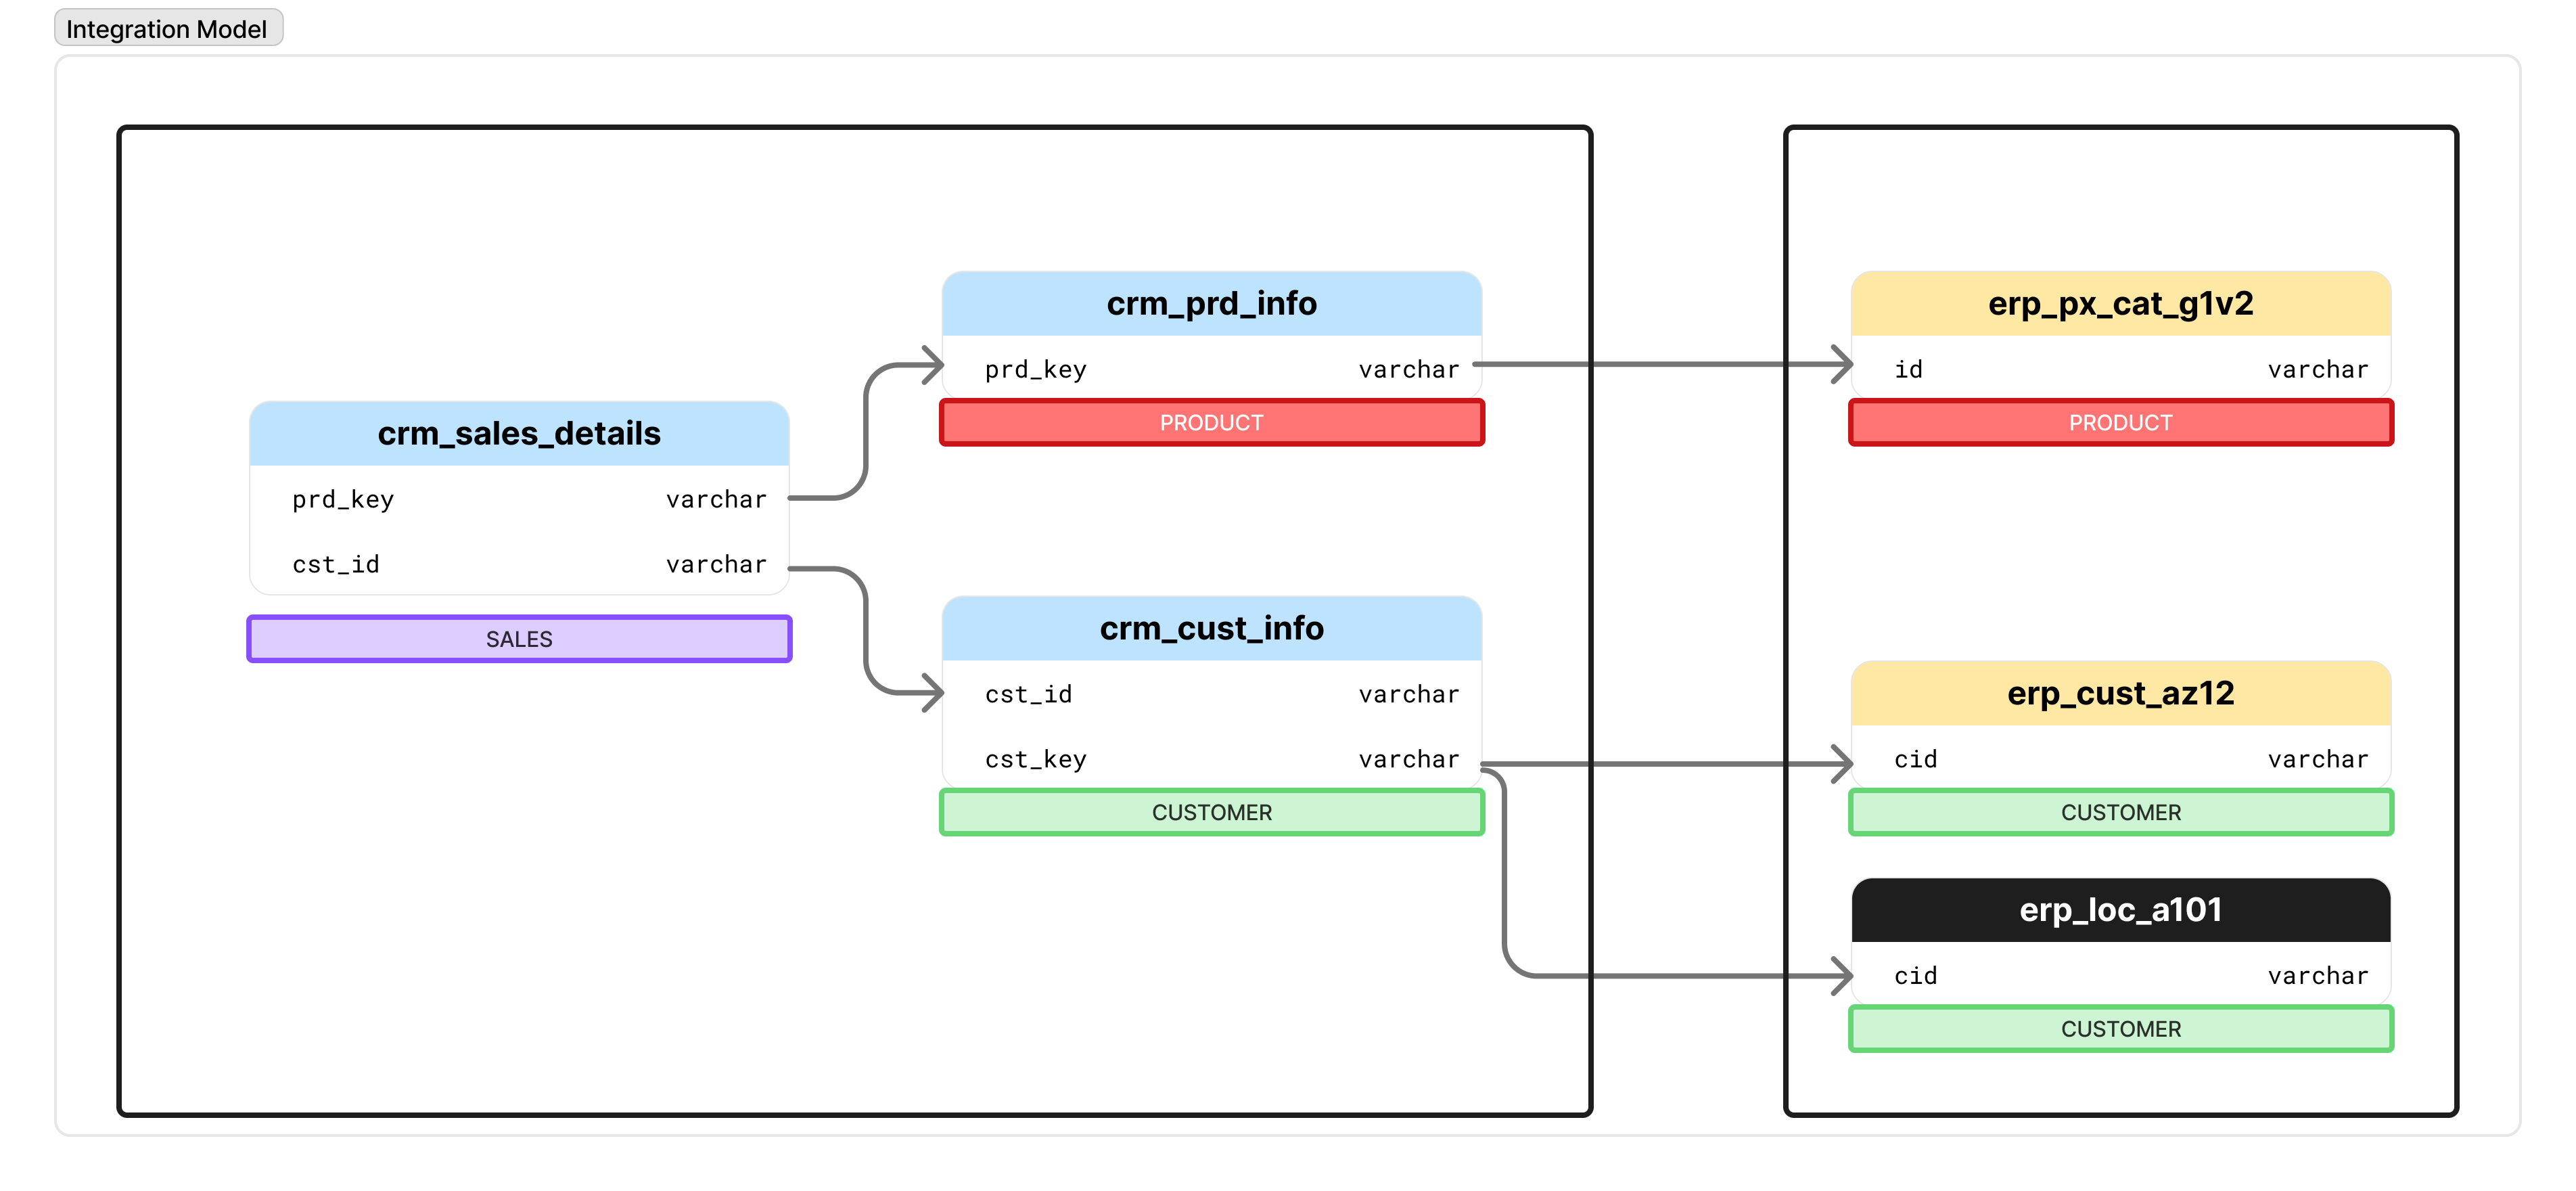 Integration Model
crm_sales_details
prd_key varchar
cst_id varchar
SALES
crm_prd_info
prd_key varchar
PRODUCT
crm_cust_info
cst_id varchar
cst_key varchar
CUSTOMER
erp_px_cat_g1v2
id varchar
PRODUCT
erp_cust_az12
cid varchar
CUSTOMER
erp_loc_a101
cid varchar
CUSTOMER